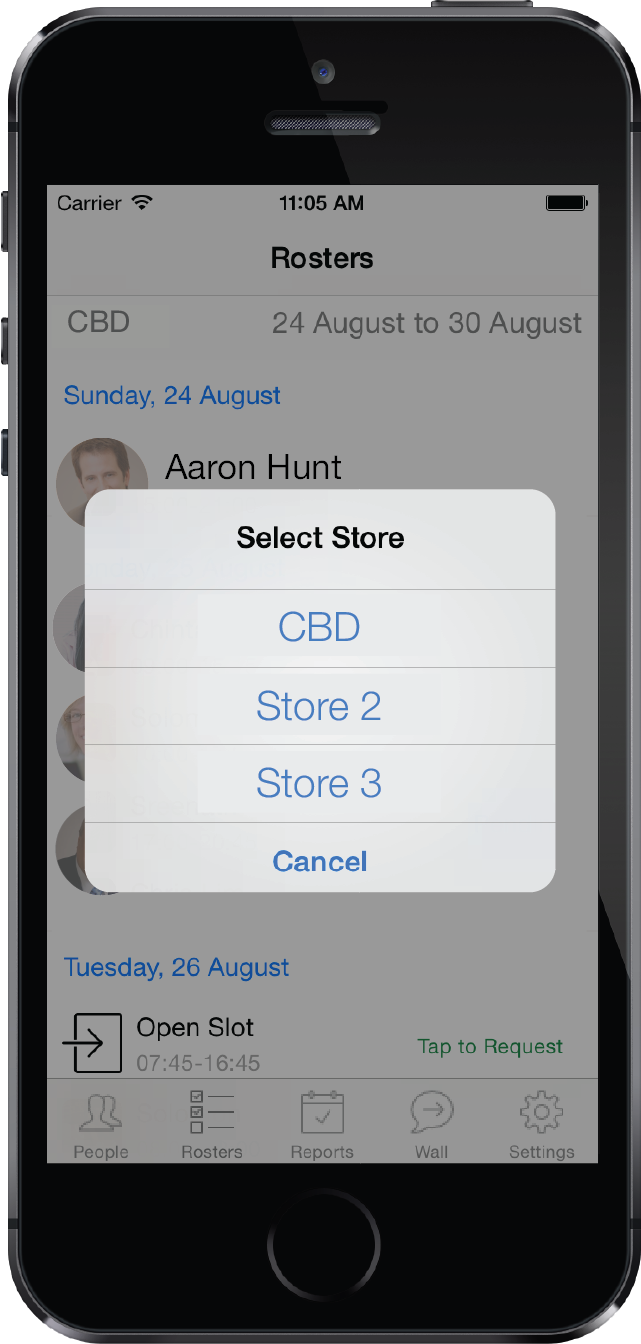 Carrier 11:05 AM
Rosters
CBD 24 August to 30 August
Sunday, 24 August
Aaron Hunt
Select Store
CBD
Store 2
Store 3
Cancel
Tuesday, 26 August
Open Slot
07:45-16:45
Tap to Request
People Rosters Reports Wall Settings